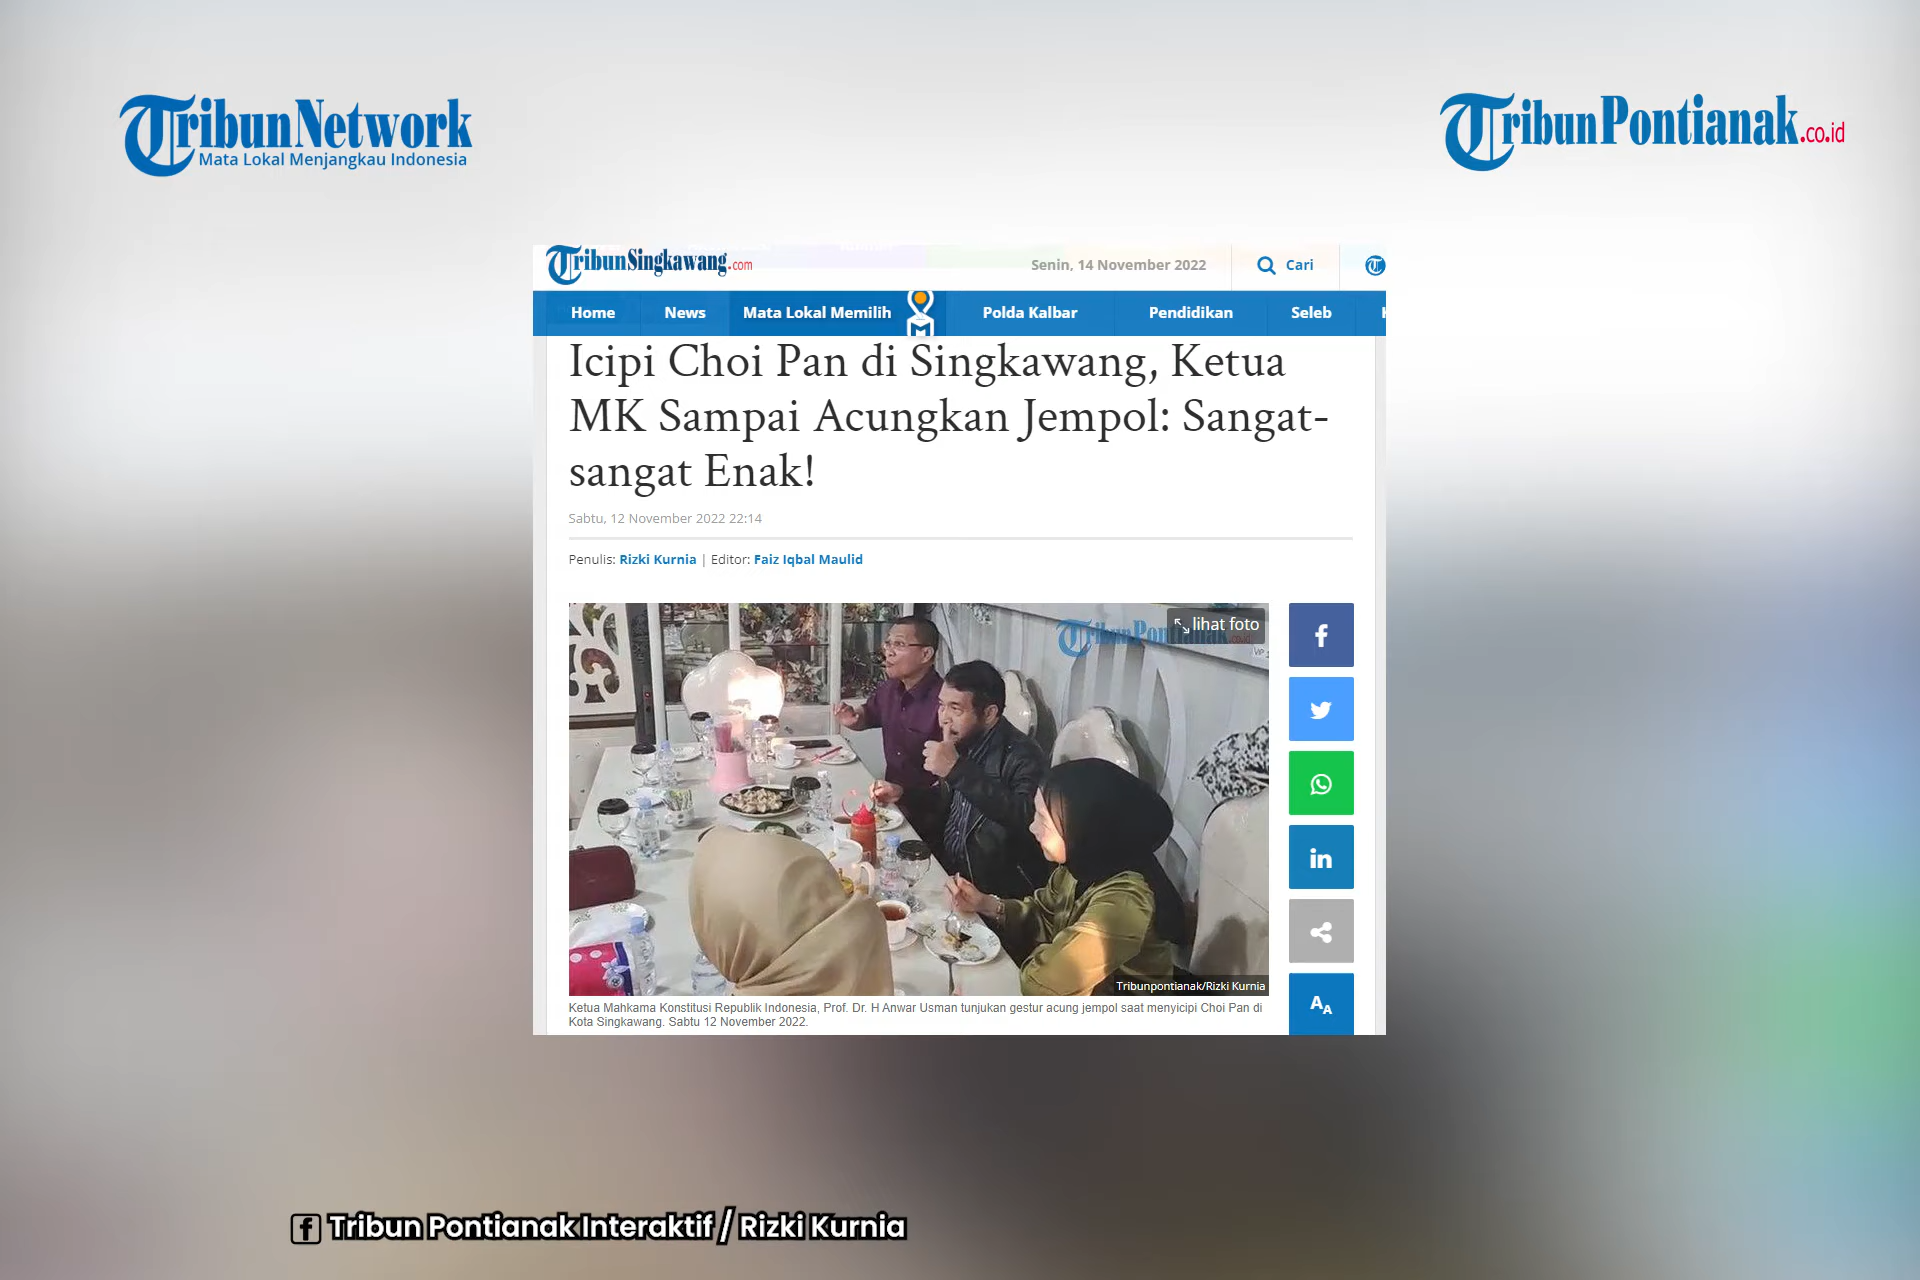 TribunNetwork
Mata Lokal Menjangkau Indonesia
TribunPontianak.co.id
TribunSingkawang.com
Senin, 14 November 2022
Cari
Home
News
Mata Lokal Memilih
Polda Kalbar
Pendidikan
Seleb
Icipi Choi Pan di Singkawang, Ketua
MK Sampai Acungkan Jempol: Sangat-
sangat Enak!
Sabtu, 12 November 2022 22:14
Penulis: Rizki Kurnia | Editor: Faiz Iqbal Maulid
lihat foto
TribunPontianak.co.id
Tribunpontianak/Rizki Kurnia
Ketua Mahkama Konstitusi Republik Indonesia, Prof. Dr. H Anwar Usman tunjukan gestur acung jempol saat menyicipi Choi Pan di
Kota Singkawang. Sabtu 12 November 2022.
AA
Tribun Pontianak Interaktif / Rizki Kurnia